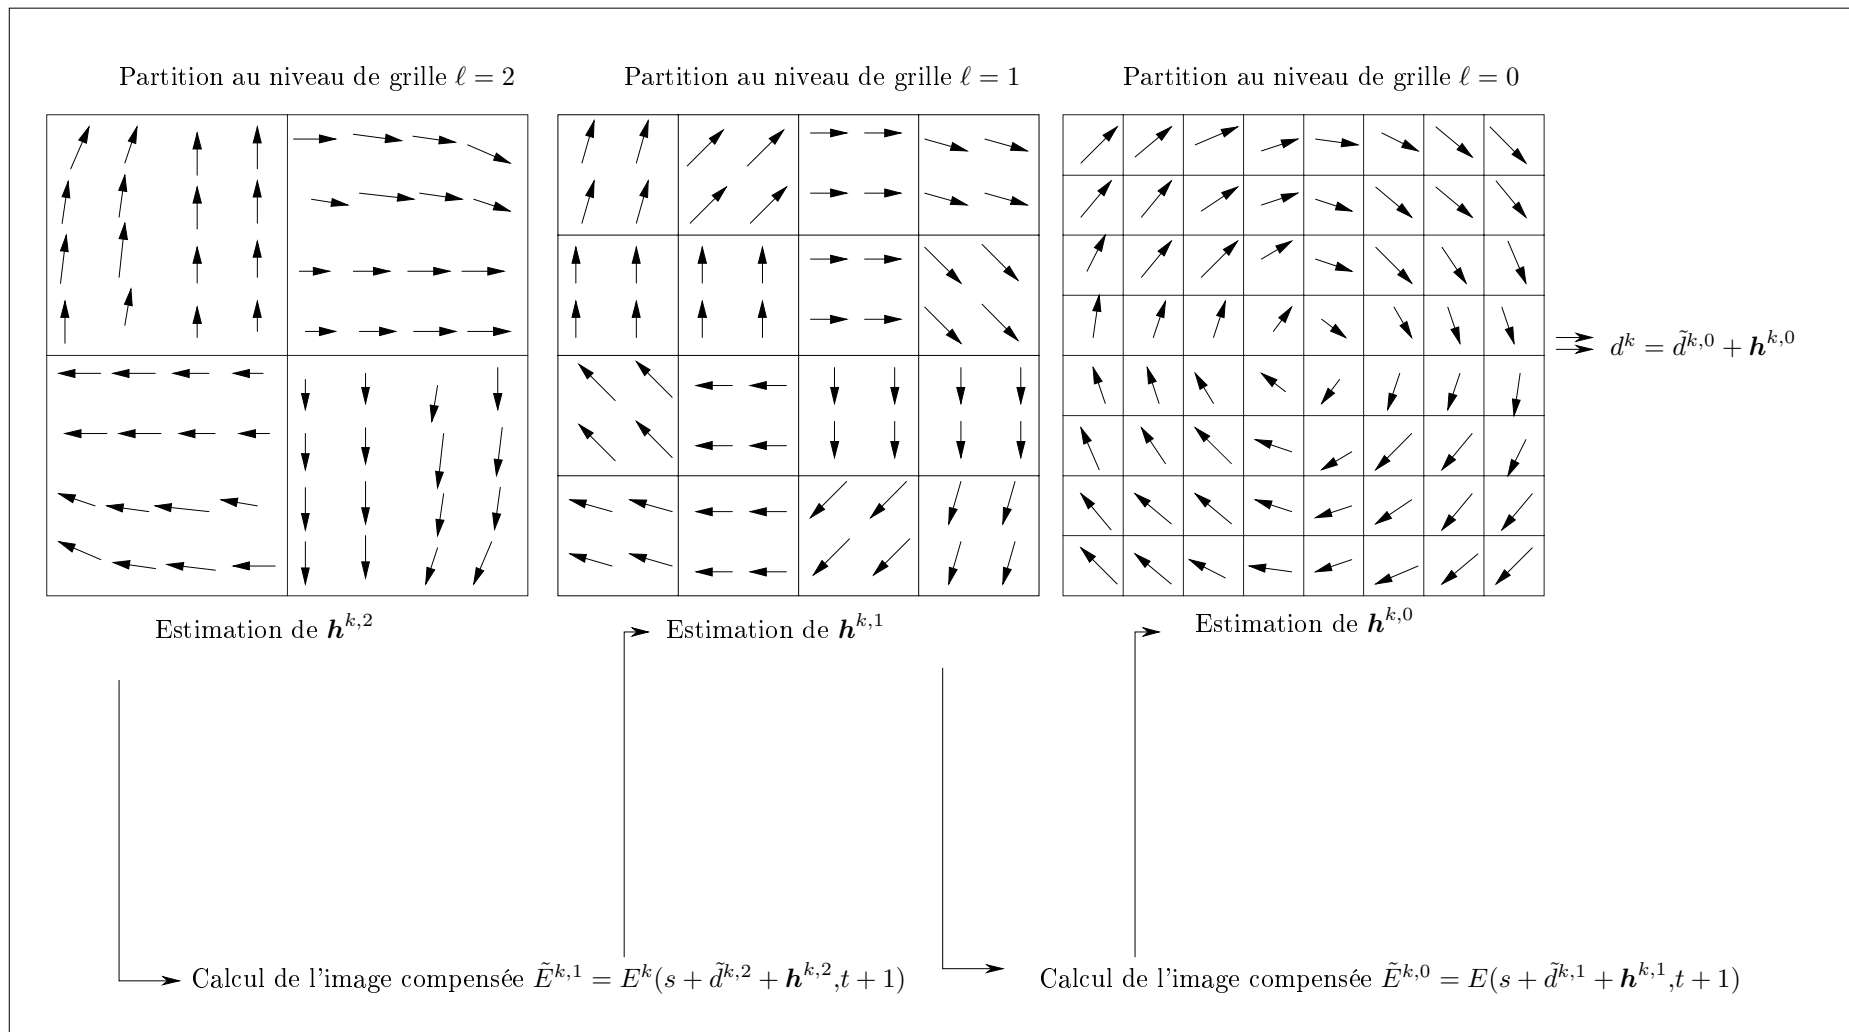 Partition au niveau de grille ℓ = 2
Partition au niveau de grille ℓ = 1
Partition au niveau de grille ℓ = 0
d^k = d̃^{k,0} + h^{k,0}
Estimation de h^{k,2}
Estimation de h^{k,1}
Estimation de h^{k,0}
Calcul de l'image compensée Ẽ^{k,1} = E^k(s + d̃^{k,2} + h^{k,2},t + 1)
Calcul de l'image compensée Ẽ^{k,0} = E(s + d̃^{k,1} + h^{k,1},t + 1)